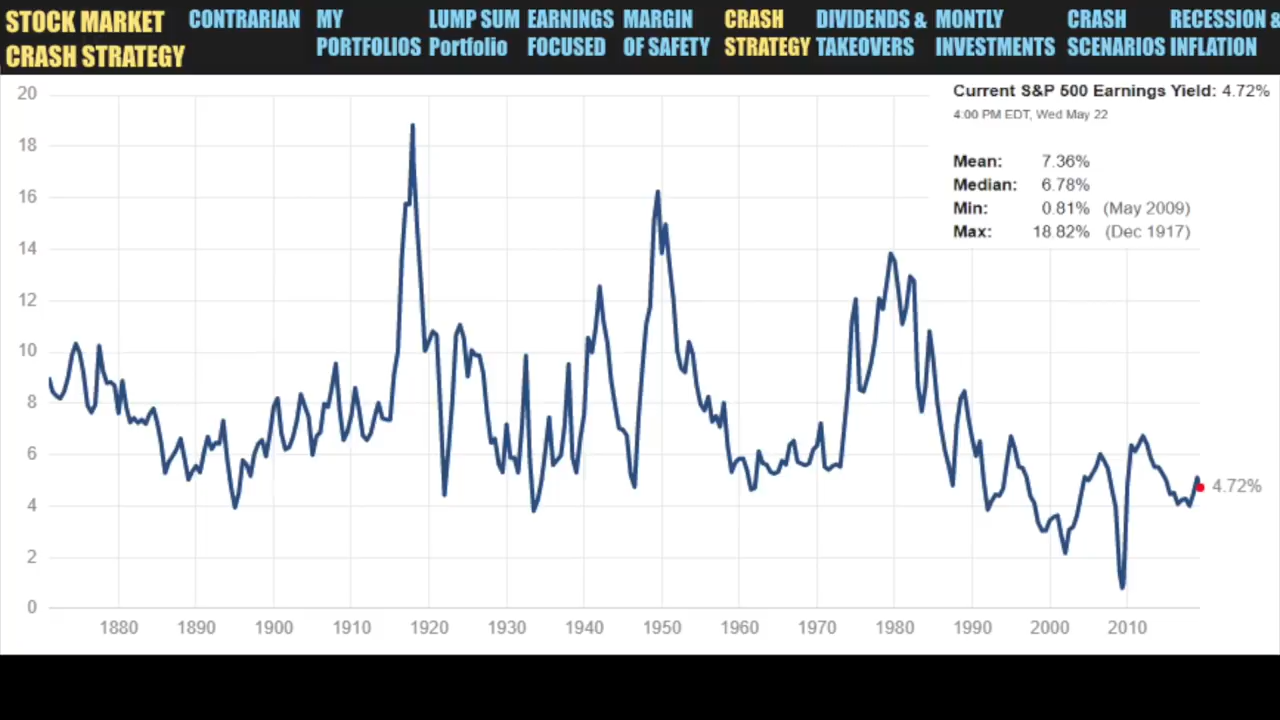 STOCK MARKET
CRASH STRATEGY
CONTRARIAN
MY
PORTFOLIOS
LUMP SUM
Portfolio
EARNINGS
FOCUSED
MARGIN
OF SAFETY
CRASH
STRATEGY
DIVIDENDS &
TAKEOVERS
MONTLY
INVESTMENTS
CRASH
SCENARIOS
RECESSION &
INFLATION
Current S&P 500 Earnings Yield: 4.72%
4:00 PM EDT, Wed May 22
Mean: 7.36%
Median: 6.78%
Min: 0.81% (May 2009)
Max: 18.82% (Dec 1917)
20
18
16
14
12
10
8
6
4
2
0
4.72%
1880 1890 1900 1910 1920 1930 1940 1950 1960 1970 1980 1990 2000 2010